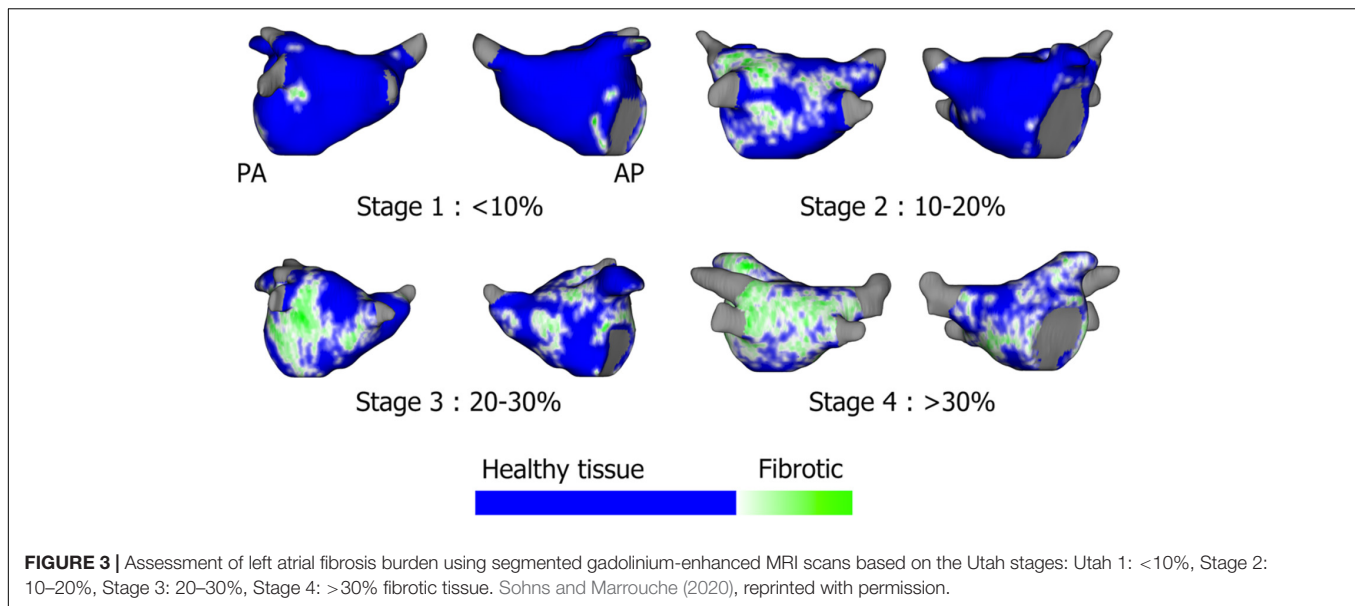 PA
AP
Stage 1 : <10%
Stage 2 : 10-20%
Stage 3 : 20-30%
Stage 4 : >30%
Healthy tissue
Fibrotic
FIGURE 3 | Assessment of left atrial fibrosis burden using segmented gadolinium-enhanced MRI scans based on the Utah stages: Utah 1: <10%, Stage 2:
10–20%, Stage 3: 20–30%, Stage 4: >30% fibrotic tissue. Sohns and Marrouche (2020), reprinted with permission.